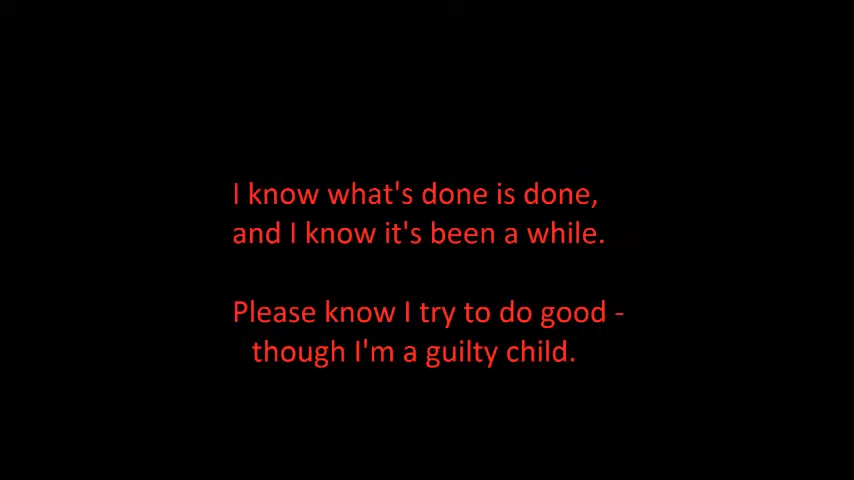 I know what's done is done,
and I know it's been a while.
Please know I try to do good -
though I'm a guilty child.